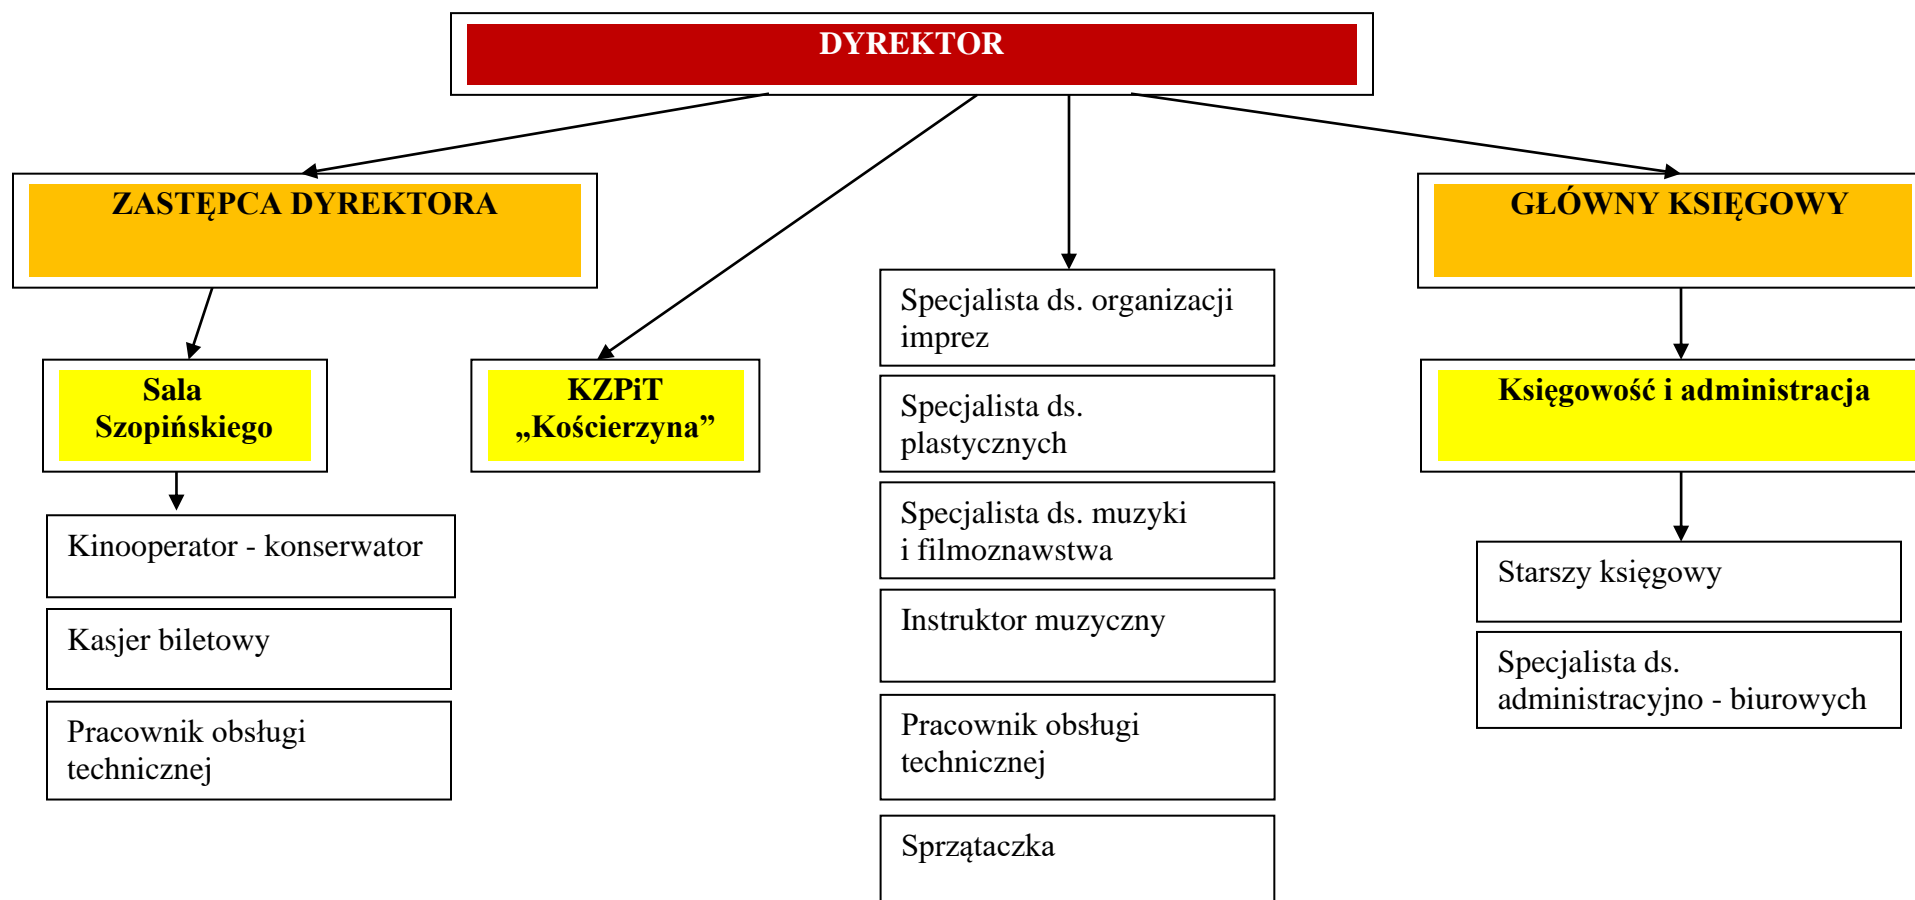 DYREKTOR
ZASTĘPCA DYREKTORA
GŁÓWNY KSIĘGOWY
Sala
Szopińskiego
KZPiT
„Kościerzyna”
Specjalista ds. organizacji
imprez
Specjalista ds.
plastycznych
Specjalista ds. muzyki
i filmoznawstwa
Instruktor muzyczny
Pracownik obsługi
technicznej
Sprzątaczka
Księgowość i administracja
Kinooperator - konserwator
Kasjer biletowy
Pracownik obsługi
technicznej
Starszy księgowy
Specjalista ds.
administracyjno - biurowych